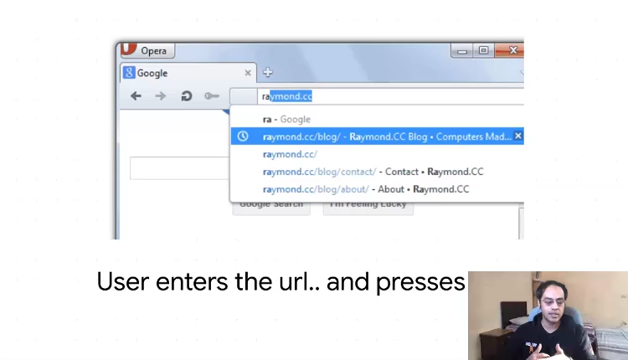 Opera
Google
raymond.cc
ra - Google
raymond.cc/blog/ - Raymond.CC Blog • Computers Mad...
raymond.cc/
raymond.cc/blog/contact/ - Contact • Raymond.CC
raymond.cc/blog/about/ - About • Raymond.CC
Google Search
I'm Feeling Lucky
User enters the url.. and presses